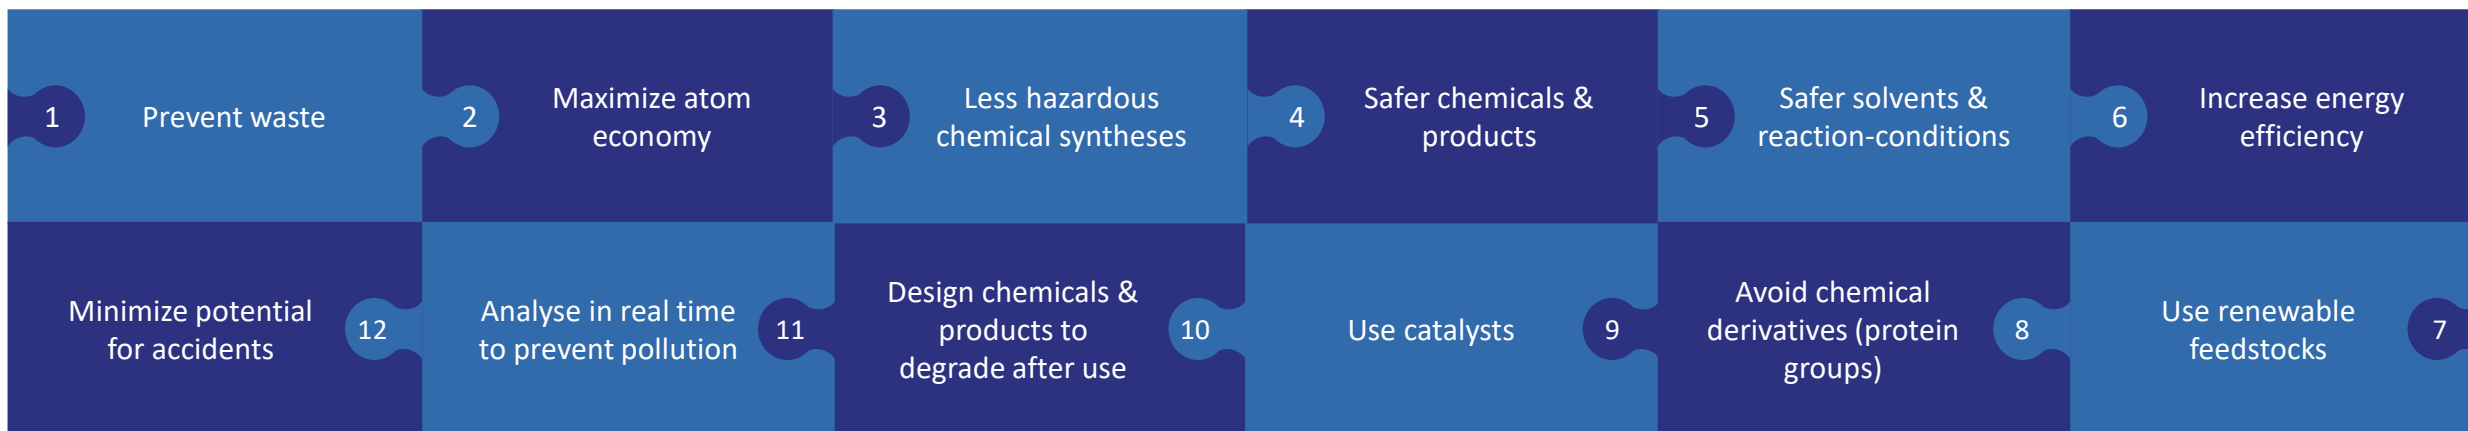 1
Prevent waste
2
Maximize atom
economy
3
Less hazardous
chemical syntheses
4
Safer chemicals &
products
5
Safer solvents &
reaction-conditions
6
Increase energy
efficiency
Minimize potential
for accidents
12
Analyse in real time
to prevent pollution
11
Design chemicals &
products to
degrade after use
10
Use catalysts
9
Avoid chemical
derivatives (protein
groups)
8
Use renewable
feedstocks
7